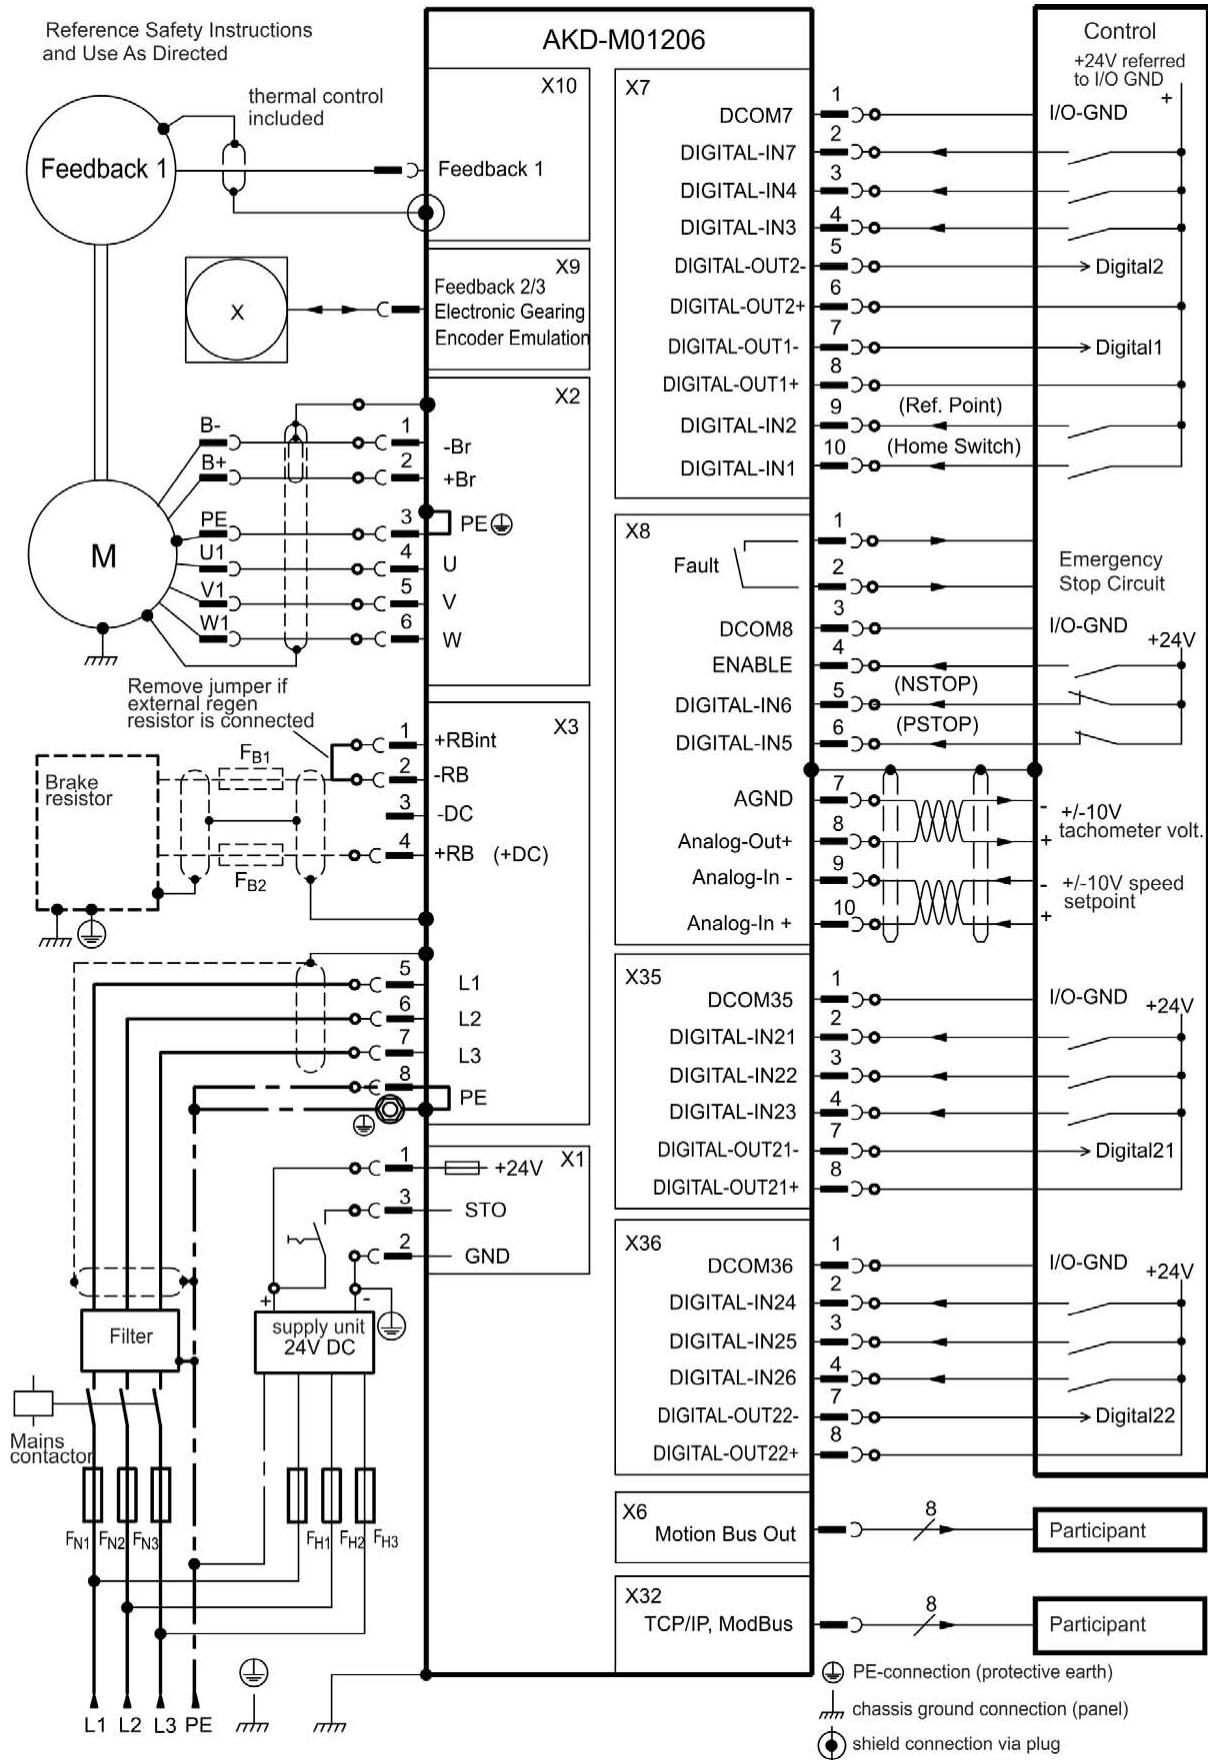 Reference Safety Instructions
and Use As Directed
AKD-M01206
Control
+24V referred
to I/O GND
+
thermal control
included
Feedback 1
X10
Feedback 1
X
X9
Feedback 2/3
Electronic Gearing
Encoder Emulation
X2
B-
1
-Br
B+
2
+Br
PE
3
PE
U1
4
U
V1
5
V
W1
6
W
M
Remove jumper if
external regen
resistor is connected
X3
1
+RBint
2
-RB
3
-DC
4
+RB (+DC)
Brake
resistor
FB1
FB2
5
L1
6
L2
7
L3
8
PE
X1
1
+24V
3
STO
2
GND
+
-
supply unit
24V DC
Filter
Mains
contactor
FN1
FN2
FN3
FH1
FH2
FH3
L1
L2
L3
PE
X7
DCOM7
1
I/O-GND
DIGITAL-IN7
2
DIGITAL-IN4
3
DIGITAL-IN3
4
DIGITAL-OUT2-
5
Digital2
DIGITAL-OUT2+
6
DIGITAL-OUT1-
7
Digital1
DIGITAL-OUT1+
8
DIGITAL-IN2
9
(Ref. Point)
DIGITAL-IN1
10
(Home Switch)
X8
Fault
1
2
Emergency
Stop Circuit
DCOM8
3
I/O-GND
+24V
ENABLE
4
DIGITAL-IN6
5
(NSTOP)
DIGITAL-IN5
6
(PSTOP)
AGND
7
-
+/-10V
tachometer volt.
Analog-Out+
8
+
Analog-In -
9
-
+/-10V speed
setpoint
Analog-In +
10
+
X35
DCOM35
1
I/O-GND
+24V
DIGITAL-IN21
2
DIGITAL-IN22
3
DIGITAL-IN23
4
DIGITAL-OUT21-
7
Digital21
DIGITAL-OUT21+
8
X36
DCOM36
1
I/O-GND
+24V
DIGITAL-IN24
2
DIGITAL-IN25
3
DIGITAL-IN26
4
DIGITAL-OUT22-
7
Digital22
DIGITAL-OUT22+
8
X6
Motion Bus Out
8
Participant
X32
TCP/IP, ModBus
8
Participant
PE-connection (protective earth)
chassis ground connection (panel)
shield connection via plug